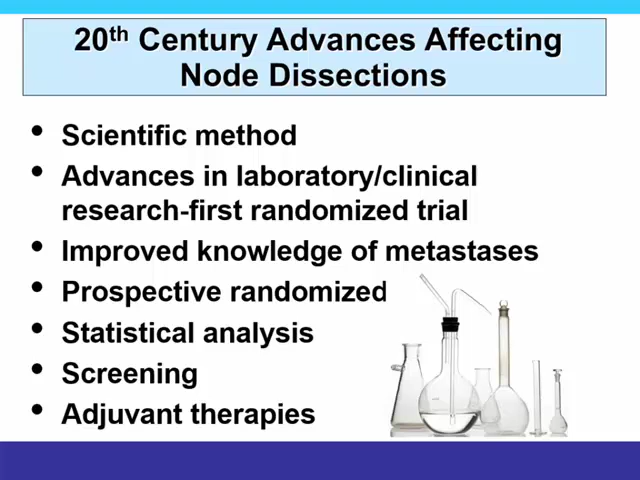 20th Century Advances Affecting
Node Dissections
• Scientific method
• Advances in laboratory/clinical
research-first randomized trial
• Improved knowledge of metastases
• Prospective randomized
• Statistical analysis
• Screening
• Adjuvant therapies